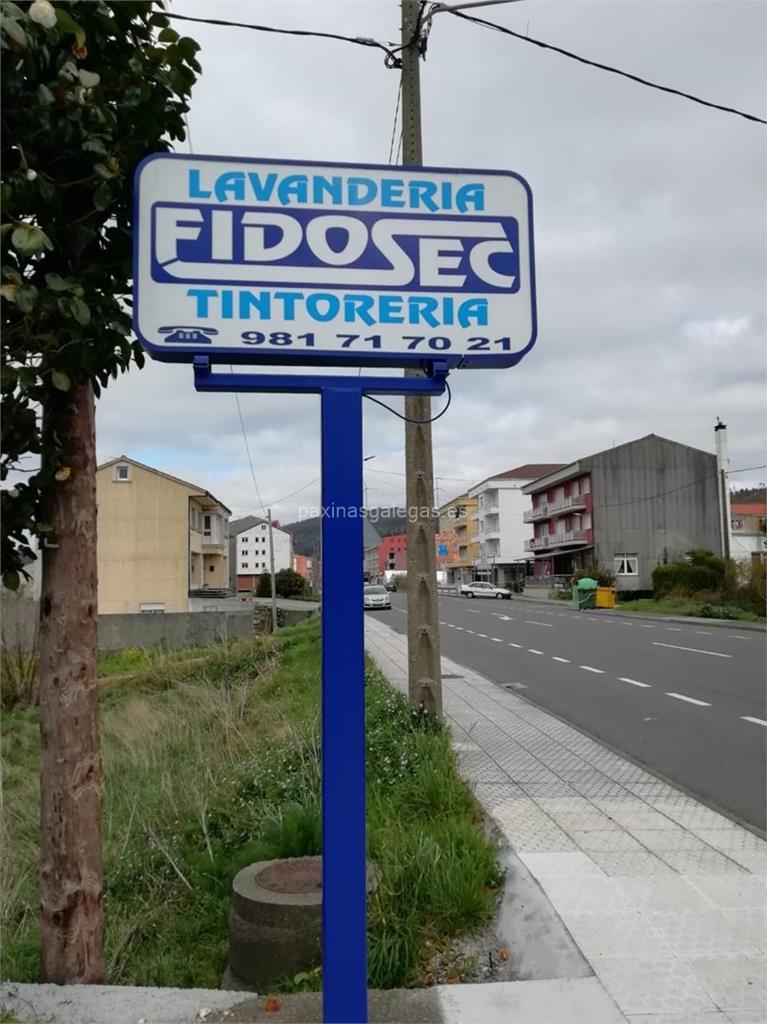 LAVANDERIA
FIDOSEC
TINTORERIA
981 71 70 21
paxinasgalegas.es